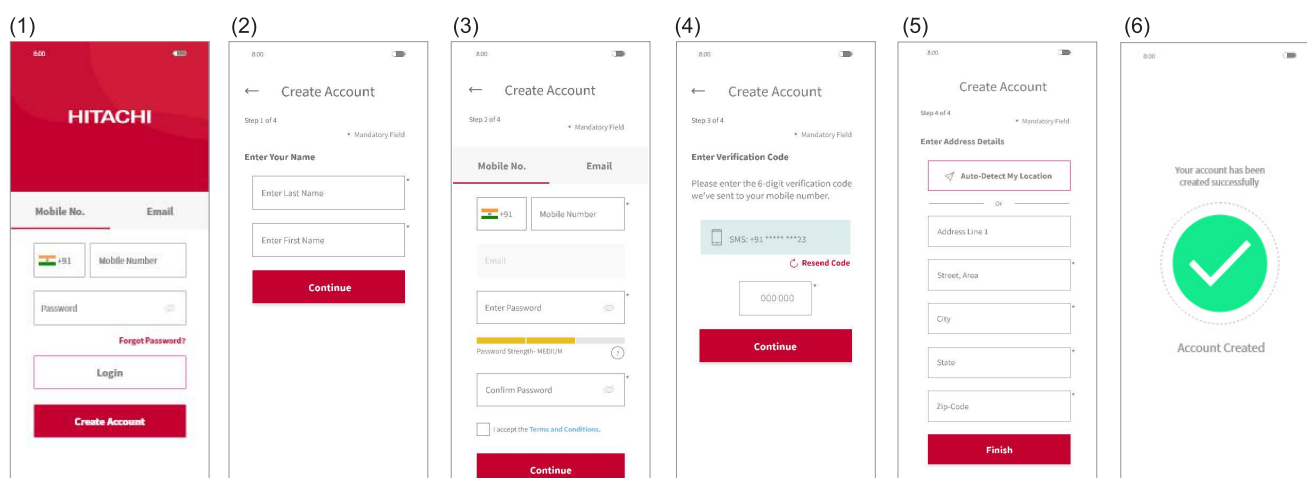 (1)
8:00
HITACHI
Mobile No. Email
+91 Mobile Number
Password
Forgot Password?
Login
Create Account
(2)
8:00
← Create Account
Step 1 of 4
* Mandatory Field
Enter Your Name
Enter Last Name *
Enter First Name *
Continue
(3)
8:00
← Create Account
Step 2 of 4
* Mandatory Field
Mobile No. Email
+91 Mobile Number *
Email
Enter Password *
Password Strength- MEDIUM ?
Confirm Password *
I accept the Terms and Conditions.
Continue
(4)
8:00
← Create Account
Step 3 of 4
* Mandatory Field
Enter Verification Code
Please enter the 6-digit verification code
we've sent to your mobile number.
SMS: +91 ***** ***23
Resend Code
000-000 *
Continue
(5)
8:00
Create Account
Step 4 of 4
* Mandatory Field
Enter Address Details
Auto-Detect My Location
Or
Address Line 1
Street, Area *
City *
State *
Zip-Code *
Finish
(6)
8:00
Your account has been
created successfully
Account Created